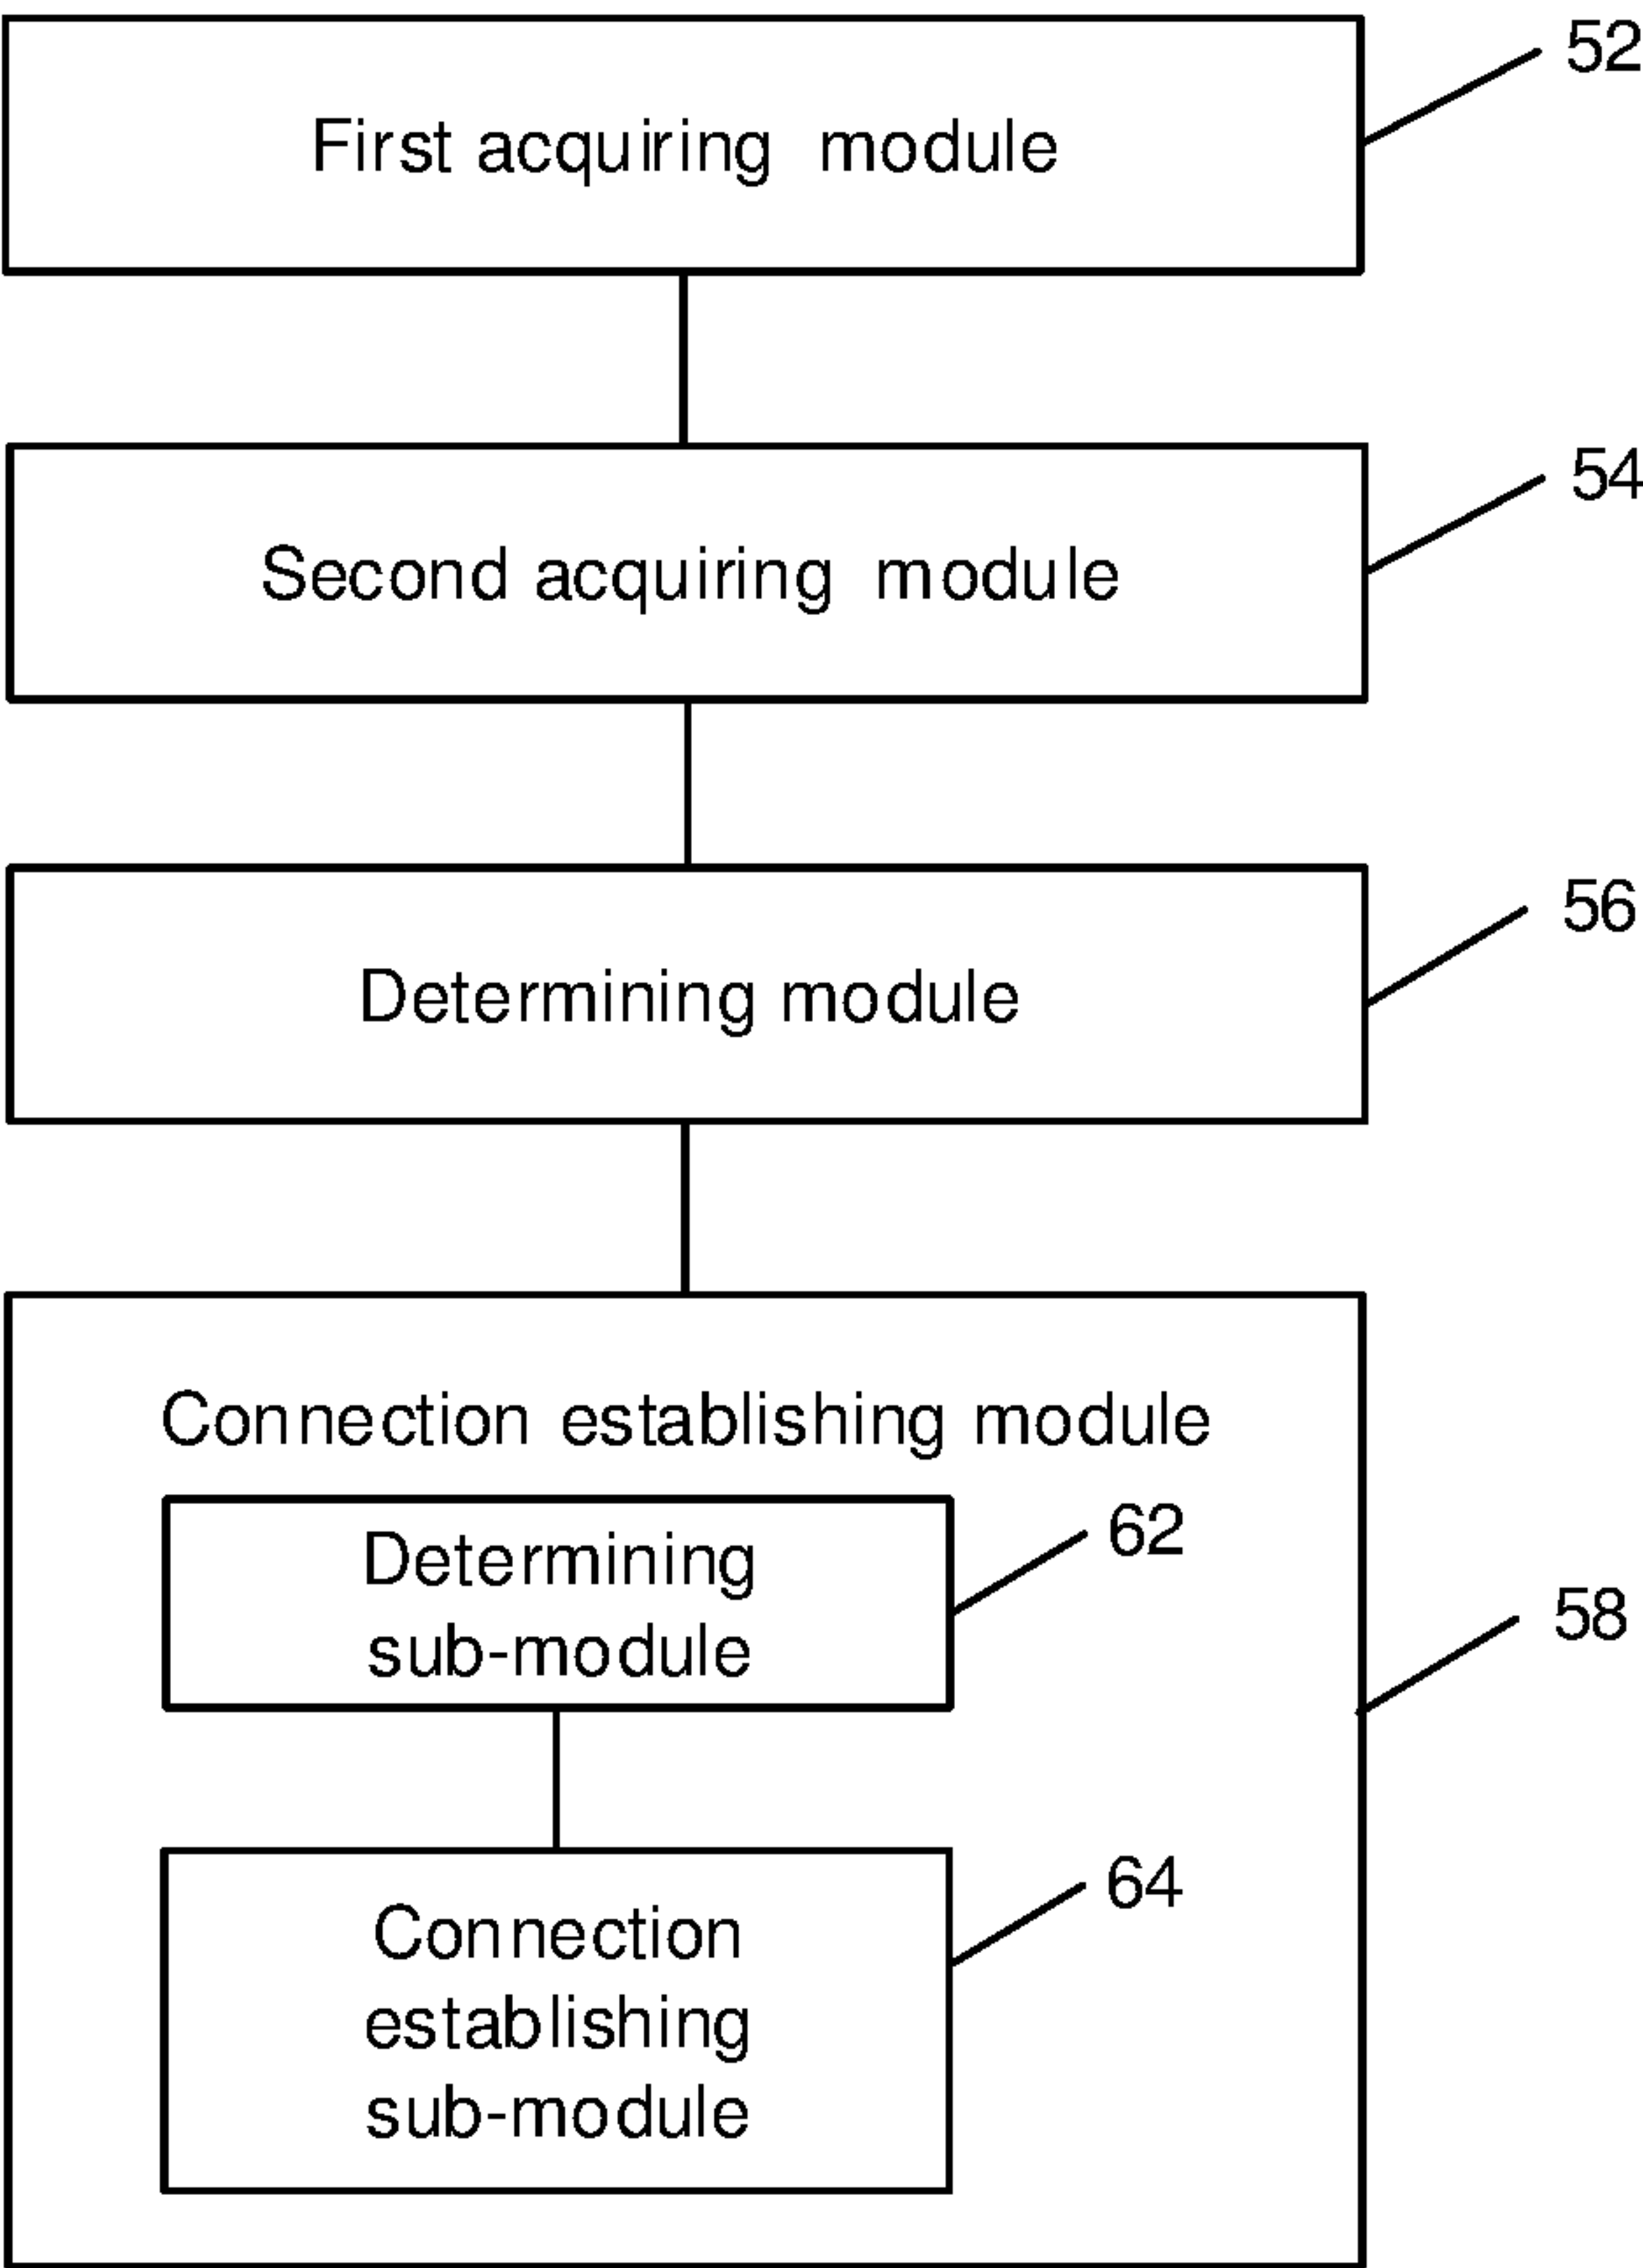 52
First acquiring module
54
Second acquiring module
56
Determining module
Connection establishing module
62
Determining
sub-module
58
64
Connection
establishing
sub-module